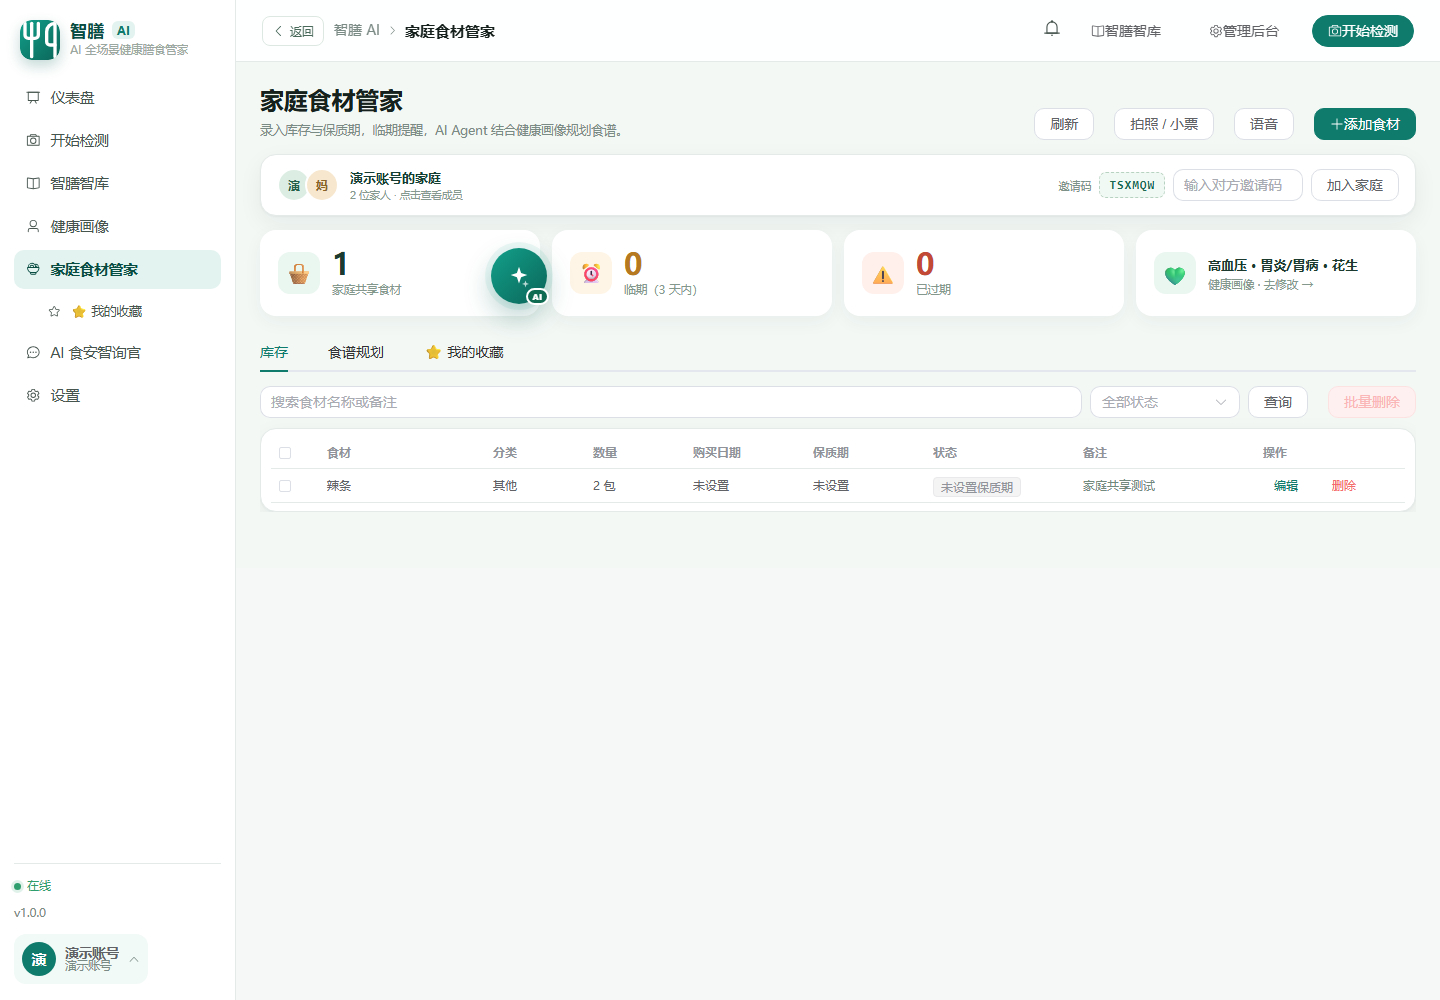 智膳 AI
AI 全场景健康膳食管家
仪表盘
开始检测
智膳智库
健康画像
家庭食材管家
我的收藏
AI 食安智询官
设置
在线
v1.0.0
演
演示账号
演示账号
返回
智膳 AI
家庭食材管家
智膳智库
管理后台
开始检测
家庭食材管家
录入库存与保质期，临期提醒，AI Agent 结合健康画像规划食谱。
刷新
拍照 / 小票
语音
添加食材
演 妈
演示账号的家庭
2 位家人 · 点击查看成员
邀请码 TSXMQW 输入对方邀请码 加入家庭
1
家庭共享食材
AI
0
临期（3 天内）
0
已过期
高血压 • 胃炎/胃病 • 花生
健康画像 · 去修改 →
库存 食谱规划 我的收藏
搜索食材名称或备注 全部状态 查询 批量删除
食材 分类 数量 购买日期 保质期 状态 备注 操作
辣条 其他 2 包 未设置 未设置 未设置保质期 家庭共享测试 编辑 删除